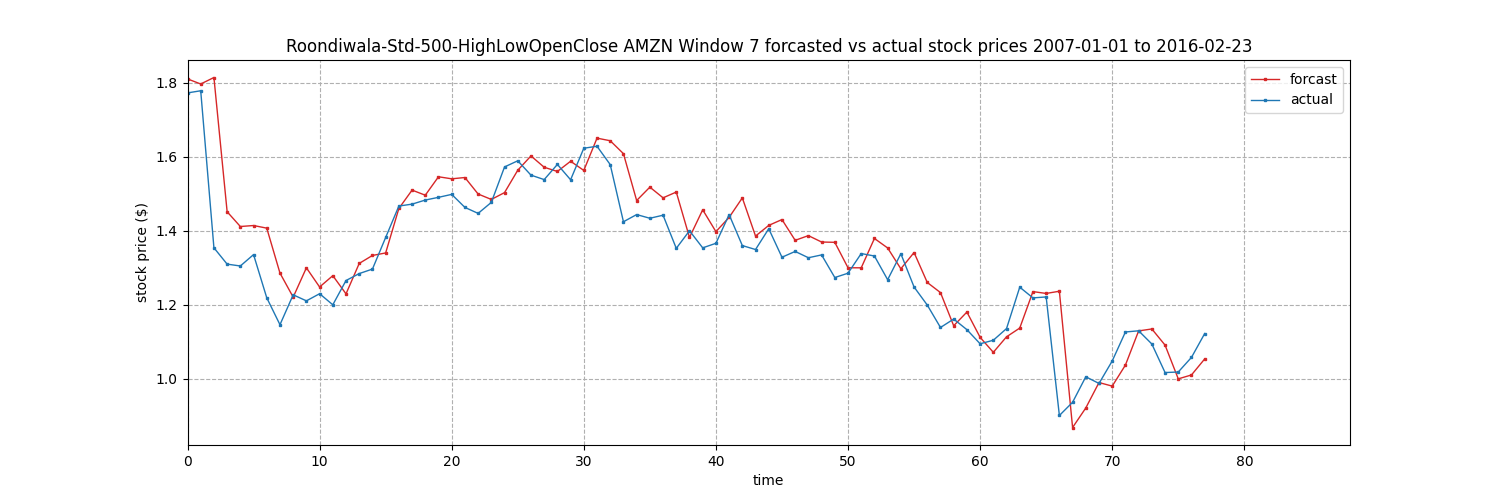 Roondiwala-Std-500-HighLowOpenClose AMZN Window 7 forcasted vs actual stock prices 2007-01-01 to 2016-02-23
forcast
actual
stock price ($)
1.8
1.6
1.4
1.2
1.0
0 10 20 30 40 50 60 70 80
time